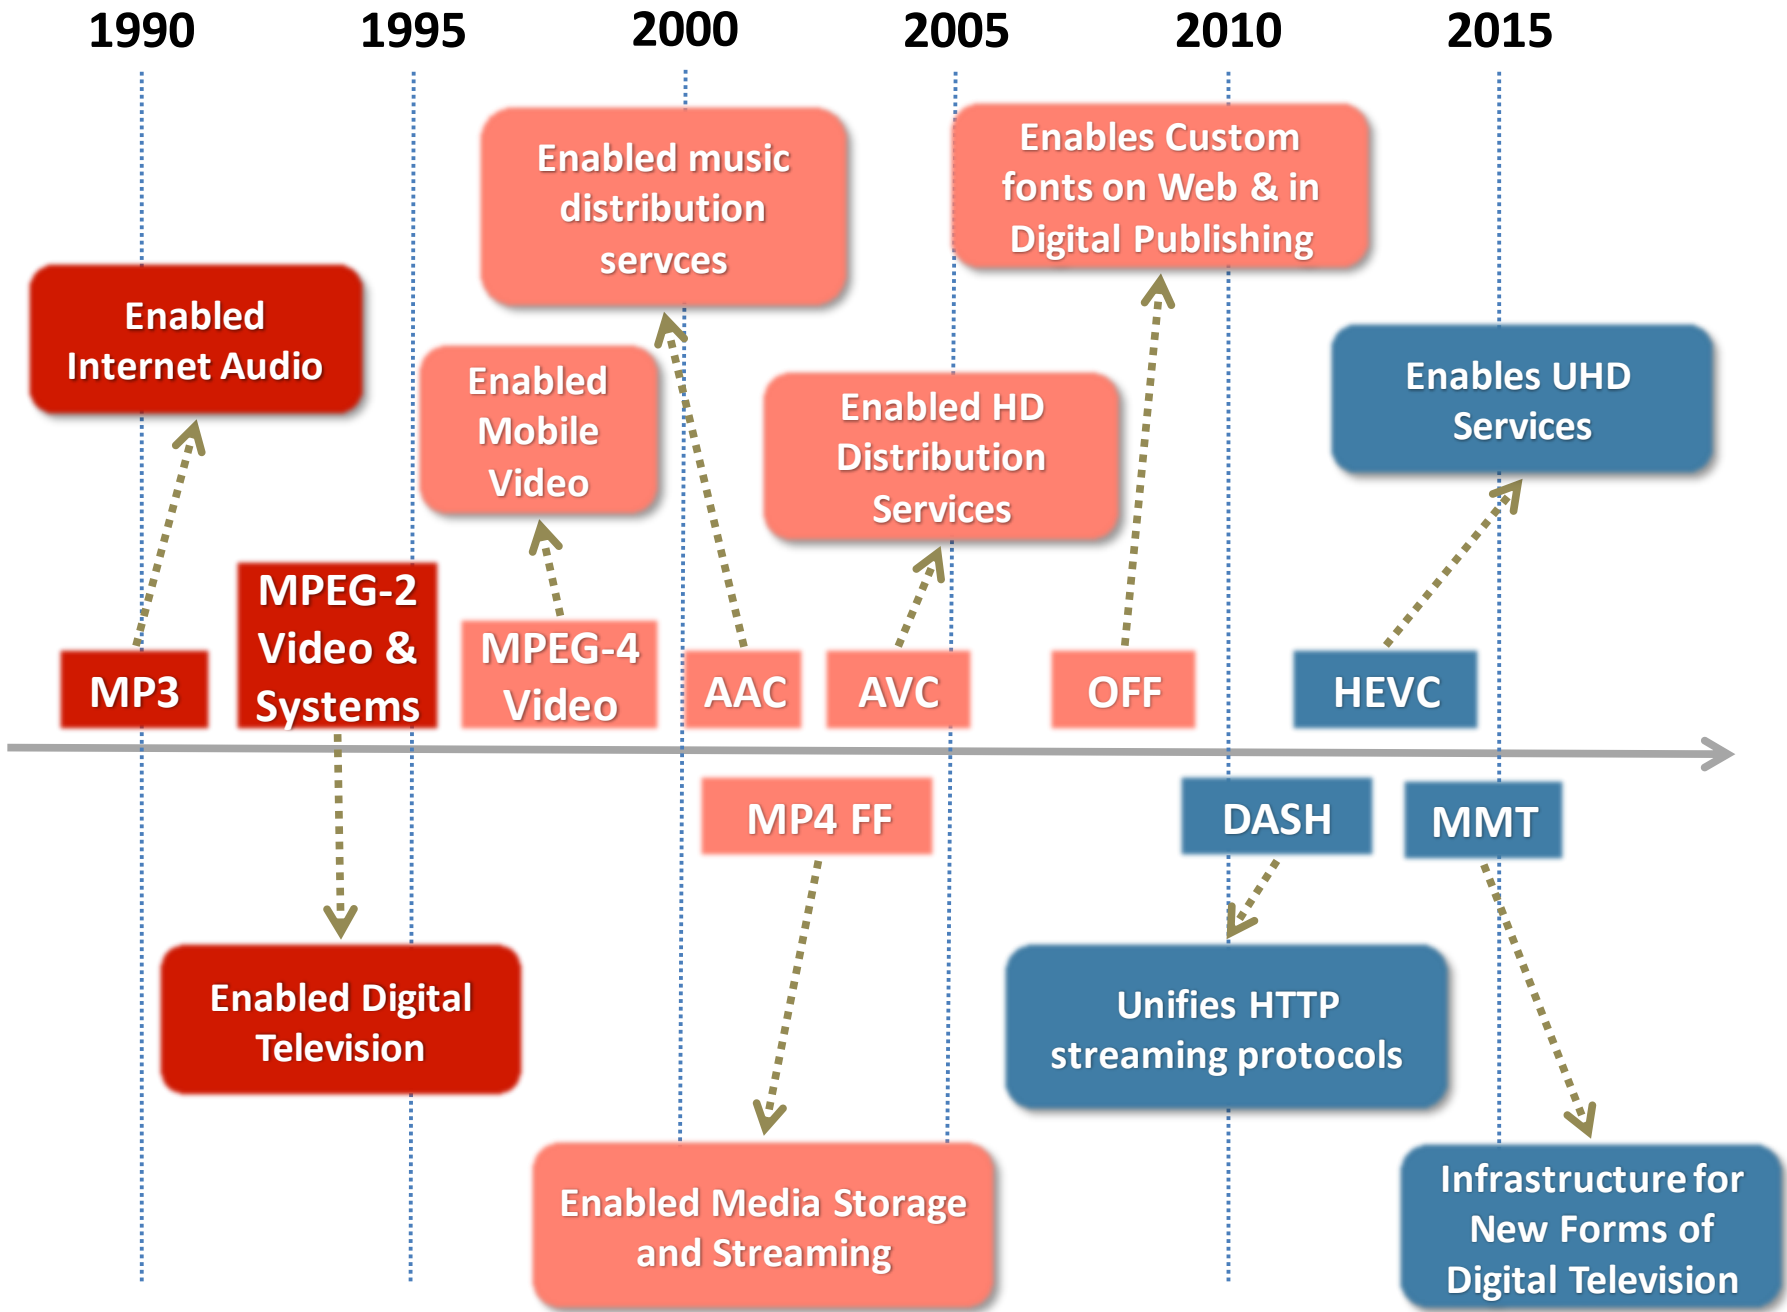 1990 1995 2000 2005 2010 2015
Enabled music
distribution
servces
Enables Custom
fonts on Web & in
Digital Publishing
Enabled
Internet Audio
Enabled
Mobile
Video
Enabled HD
Distribution
Services
Enables UHD
Services
MP3
MPEG-2
Video &
Systems
MPEG-4
Video
AAC
AVC
OFF
HEVC
MP4 FF
DASH
MMT
Enabled Digital
Television
Unifies HTTP
streaming protocols
Enabled Media Storage
and Streaming
Infrastructure for
New Forms of
Digital Television